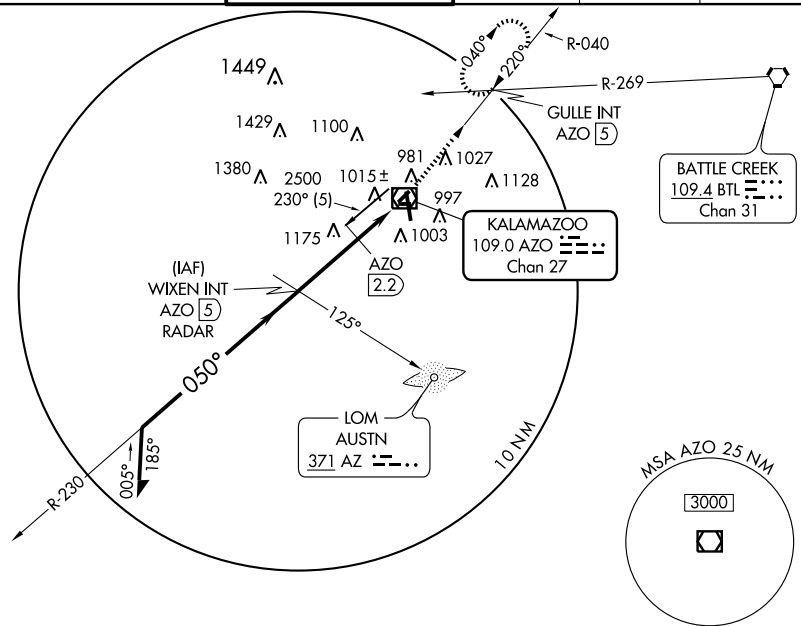 1449
1429
1100
1380
2500
230° (5)
1015±
981
1027
997
1128
1175
1003
040°
220°
R-040
R-269
GULLE INT
AZO 5
BATTLE CREEK
109.4 BTL
Chan 31
KALAMAZOO
109.0 AZO
Chan 27
AZO
2.2
(IAF)
WIXEN INT
AZO 5
RADAR
125°
050°
LOM
AUSTN
371 AZ
10 NM
R-230
005°
185°
MSA AZO 25 NM
3000